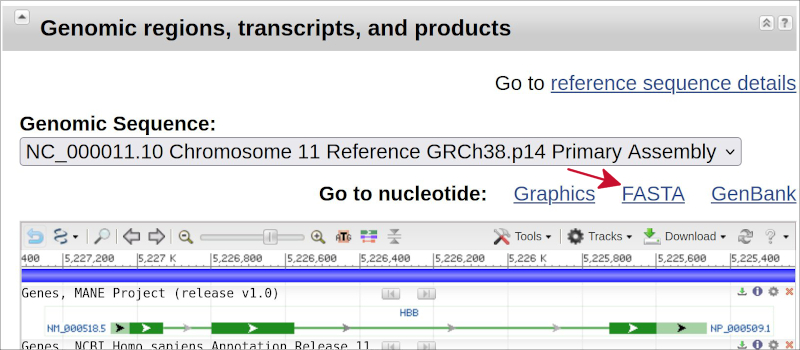 Genomic regions, transcripts, and products
Go to reference sequence details
Genomic Sequence:
NC_000011.10 Chromosome 11 Reference GRCh38.p14 Primary Assembly
Go to nucleotide: Graphics FASTA GenBank
ATG Tools Tracks Download ?
400 5,227,200 5,227 K 5,226,800 5,226,600 5,226,400 5,226,200 5,226 K 5,225,800 5,225,600 5,225,400
Genes, MANE Project (release v1.0)
HBB
NM_000518.5 NP_000509.1
Genes, NCBI Homo sapiens Annotation Release 11